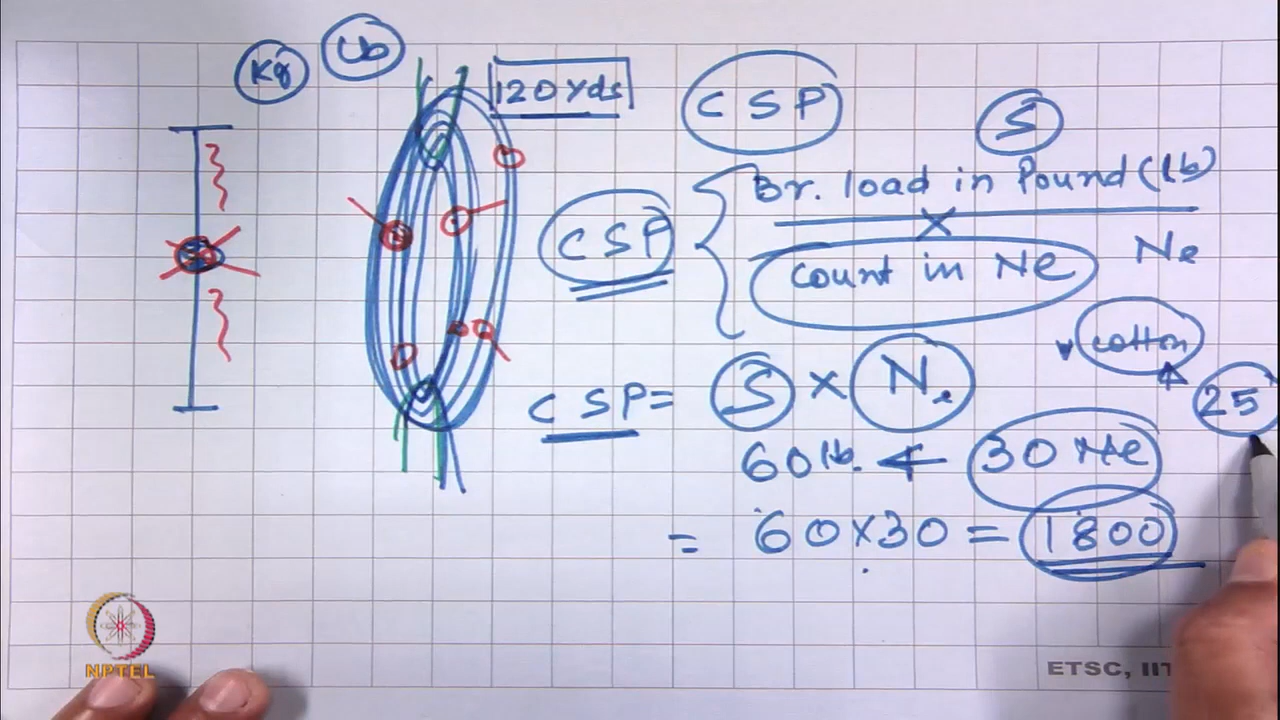 Kg
Lb
120 Yds
CSP
S
CSP
Br. load in Pound (lb)
×
count in Ne
Ne
cotton
CSP = S × Ne
25
60 lb. ← 30 Ne
= 60 × 30 = 1800
NPTEL
ETSC, IIT